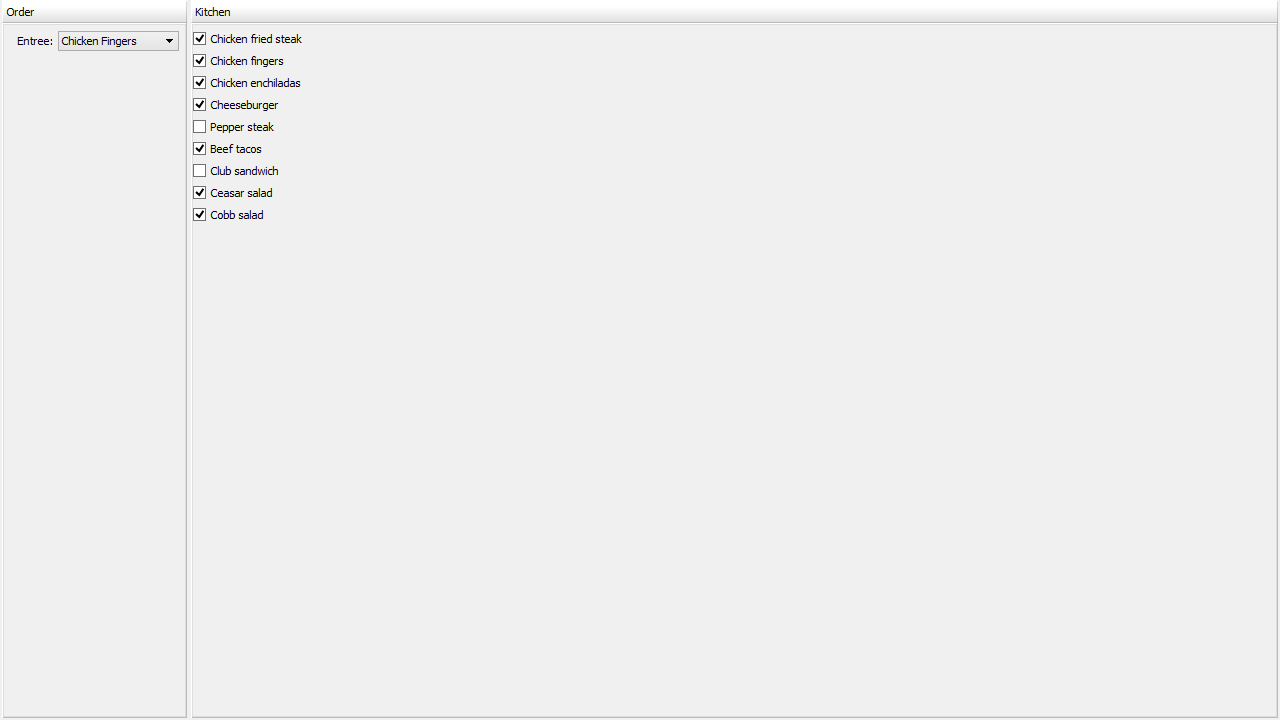 Order
Entree: Chicken Fingers
Kitchen
Chicken fried steak
Chicken fingers
Chicken enchiladas
Cheeseburger
Pepper steak
Beef tacos
Club sandwich
Ceasar salad
Cobb salad